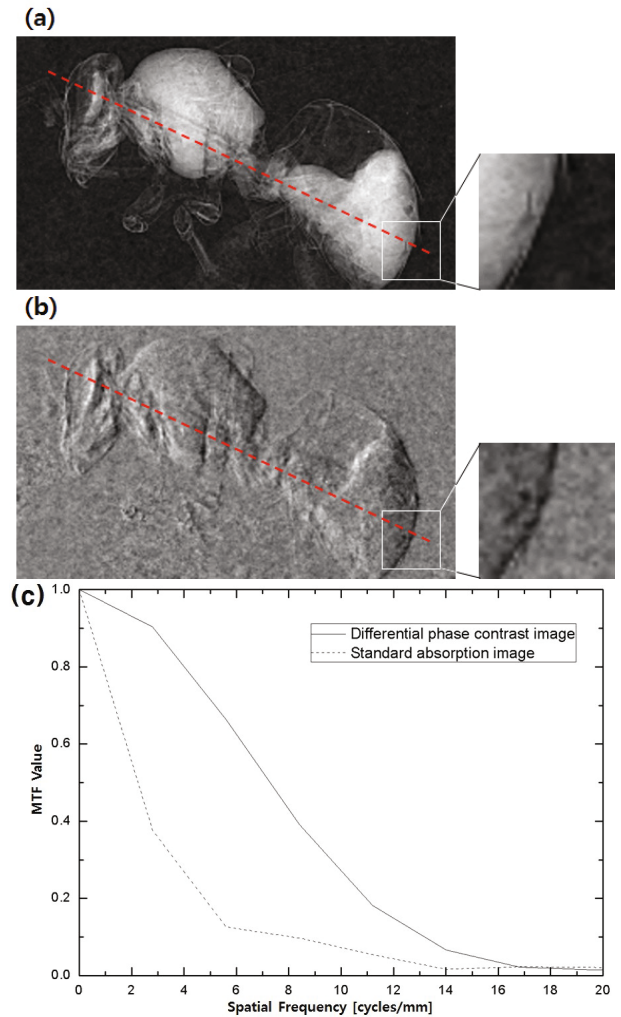 (a)
(b)
(c)
1.0
0.8
0.6
0.4
0.2
0.0
MTF Value
Differential phase contrast image
Standard absorption image
0 2 4 6 8 10 12 14 16 18 20
Spatial Frequency [cycles/mm]